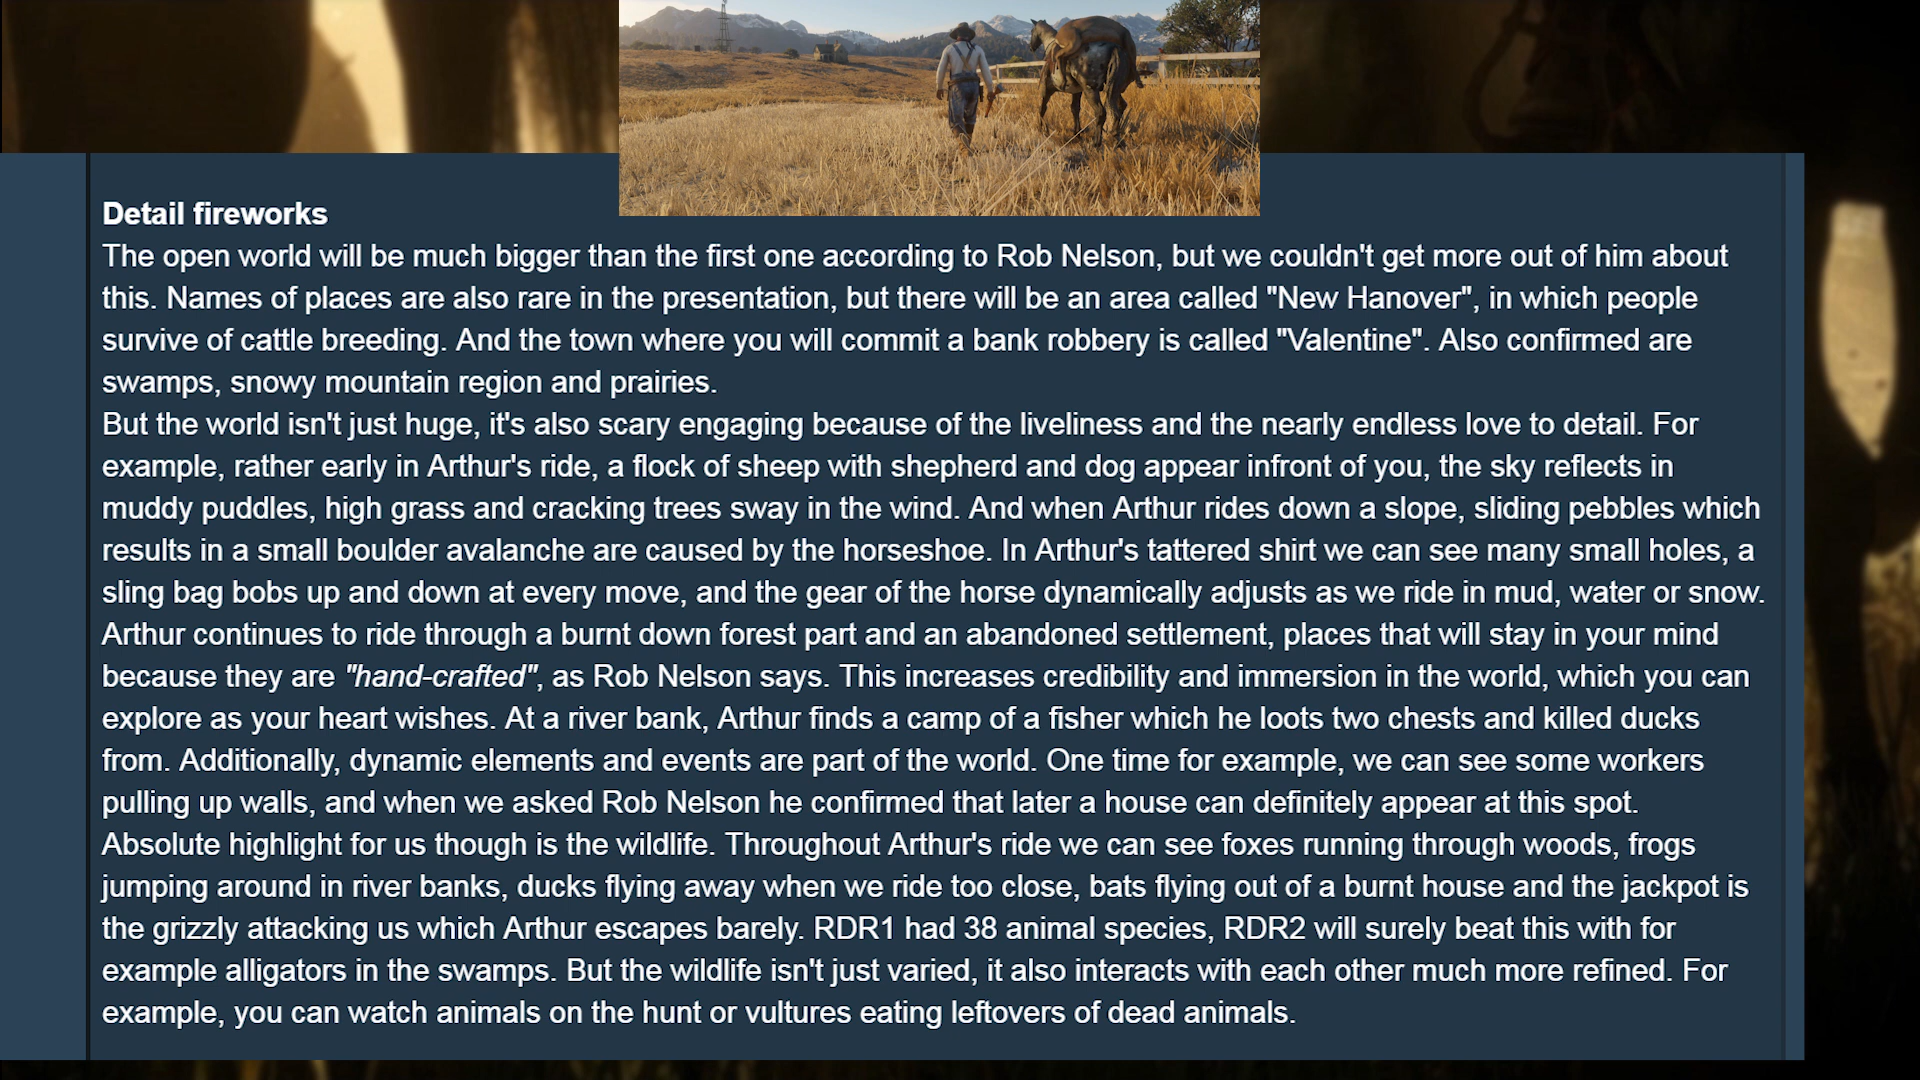 Detail fireworks
The open world will be much bigger than the first one according to Rob Nelson, but we couldn't get more out of him about
this. Names of places are also rare in the presentation, but there will be an area called "New Hanover", in which people
survive of cattle breeding. And the town where you will commit a bank robbery is called "Valentine". Also confirmed are
swamps, snowy mountain region and prairies.
But the world isn't just huge, it's also scary engaging because of the liveliness and the nearly endless love to detail. For
example, rather early in Arthur's ride, a flock of sheep with shepherd and dog appear infront of you, the sky reflects in
muddy puddles, high grass and cracking trees sway in the wind. And when Arthur rides down a slope, sliding pebbles which
results in a small boulder avalanche are caused by the horseshoe. In Arthur's tattered shirt we can see many small holes, a
sling bag bobs up and down at every move, and the gear of the horse dynamically adjusts as we ride in mud, water or snow.
Arthur continues to ride through a burnt down forest part and an abandoned settlement, places that will stay in your mind
because they are "hand-crafted", as Rob Nelson says. This increases credibility and immersion in the world, which you can
explore as your heart wishes. At a river bank, Arthur finds a camp of a fisher which he loots two chests and killed ducks
from. Additionally, dynamic elements and events are part of the world. One time for example, we can see some workers
pulling up walls, and when we asked Rob Nelson he confirmed that later a house can definitely appear at this spot.
Absolute highlight for us though is the wildlife. Throughout Arthur's ride we can see foxes running through woods, frogs
jumping around in river banks, ducks flying away when we ride too close, bats flying out of a burnt house and the jackpot is
the grizzly attacking us which Arthur escapes barely. RDR1 had 38 animal species, RDR2 will surely beat this with for
example alligators in the swamps. But the wildlife isn't just varied, it also interacts with each other much more refined. For
example, you can watch animals on the hunt or vultures eating leftovers of dead animals.